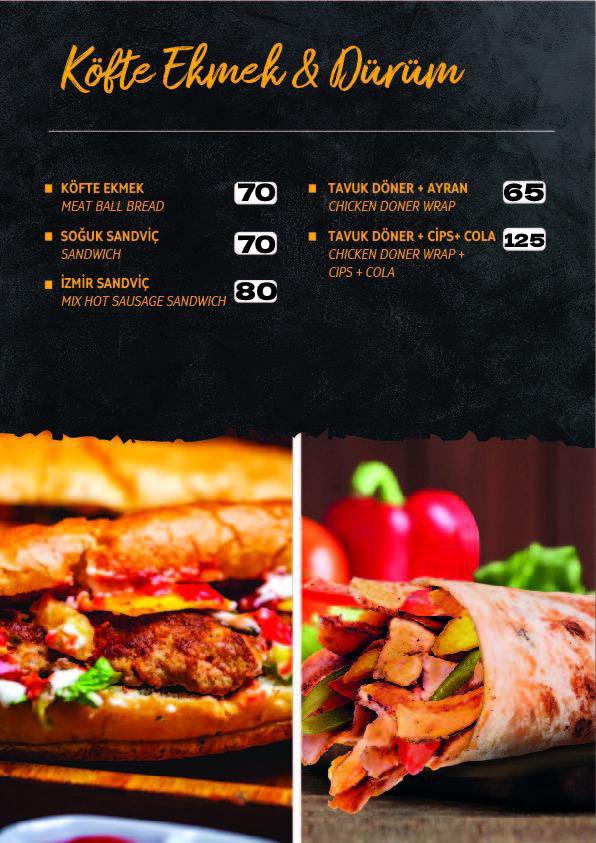 Köfte Ekmek & Dürüm
KÖFTE EKMEK 70
MEAT BALL BREAD
SOĞUK SANDVİÇ 70
SANDWICH
İZMİR SANDVİÇ
MIX HOT SAUSAGE SANDWICH 80
TAVUK DÖNER + AYRAN 65
CHICKEN DONER WRAP
TAVUK DÖNER + CİPS+ COLA 125
CHICKEN DONER WRAP +
CIPS + COLA